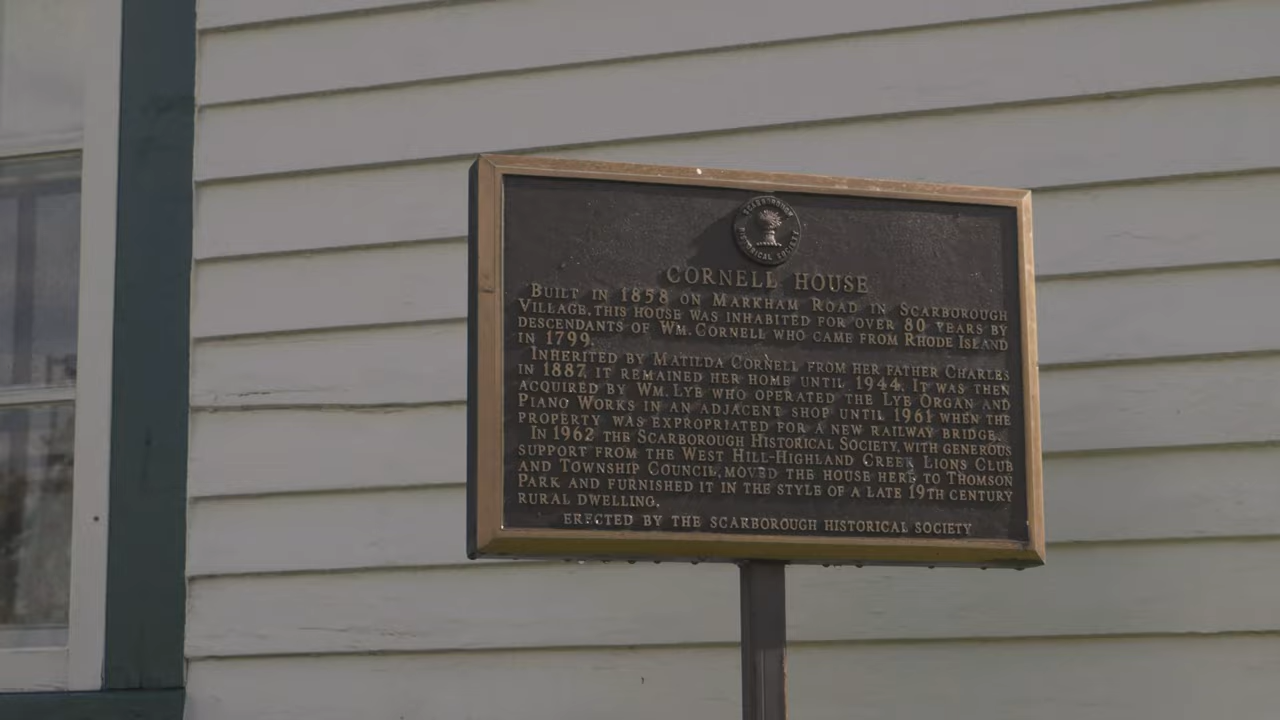 SCARBOROUGH
HISTORICAL SOCIETY
CORNELL HOUSE
BUILT IN 1858 ON MARKHAM ROAD IN SCARBOROUGH
VILLAGE, THIS HOUSE WAS INHABITED FOR OVER 80 YEARS BY
DESCENDANTS OF WM. CORNELL WHO CAME FROM RHODE ISLAND
IN 1799.
INHERITED BY MATILDA CORNELL FROM HER FATHER CHARLES
IN 1887, IT REMAINED HER HOME UNTIL 1944. IT WAS THEN
ACQUIRED BY WM. LYE WHO OPERATED THE LYE ORGAN AND
PIANO WORKS IN AN ADJACENT SHOP UNTIL 1961 WHEN THE
PROPERTY WAS EXPROPRIATED FOR A NEW RAILWAY BRIDGE.
IN 1962 THE SCARBOROUGH HISTORICAL SOCIETY, WITH GENEROUS
SUPPORT FROM THE WEST HILL-HIGHLAND CREEK LIONS CLUB
AND TOWNSHIP COUNCIL, MOVED THE HOUSE HERE TO THOMSON
PARK AND FURNISHED IT IN THE STYLE OF A LATE 19TH CENTURY
RURAL DWELLING.
ERECTED BY THE SCARBOROUGH HISTORICAL SOCIETY